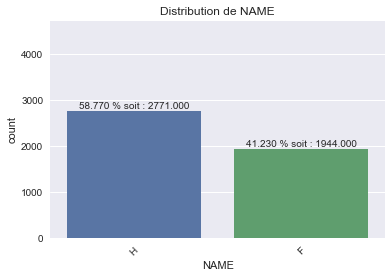 Distribution de NAME
4000
3000
2000
1000
0
count
58.770 % soit : 2771.000
41.230 % soit : 1944.000
H
F
NAME